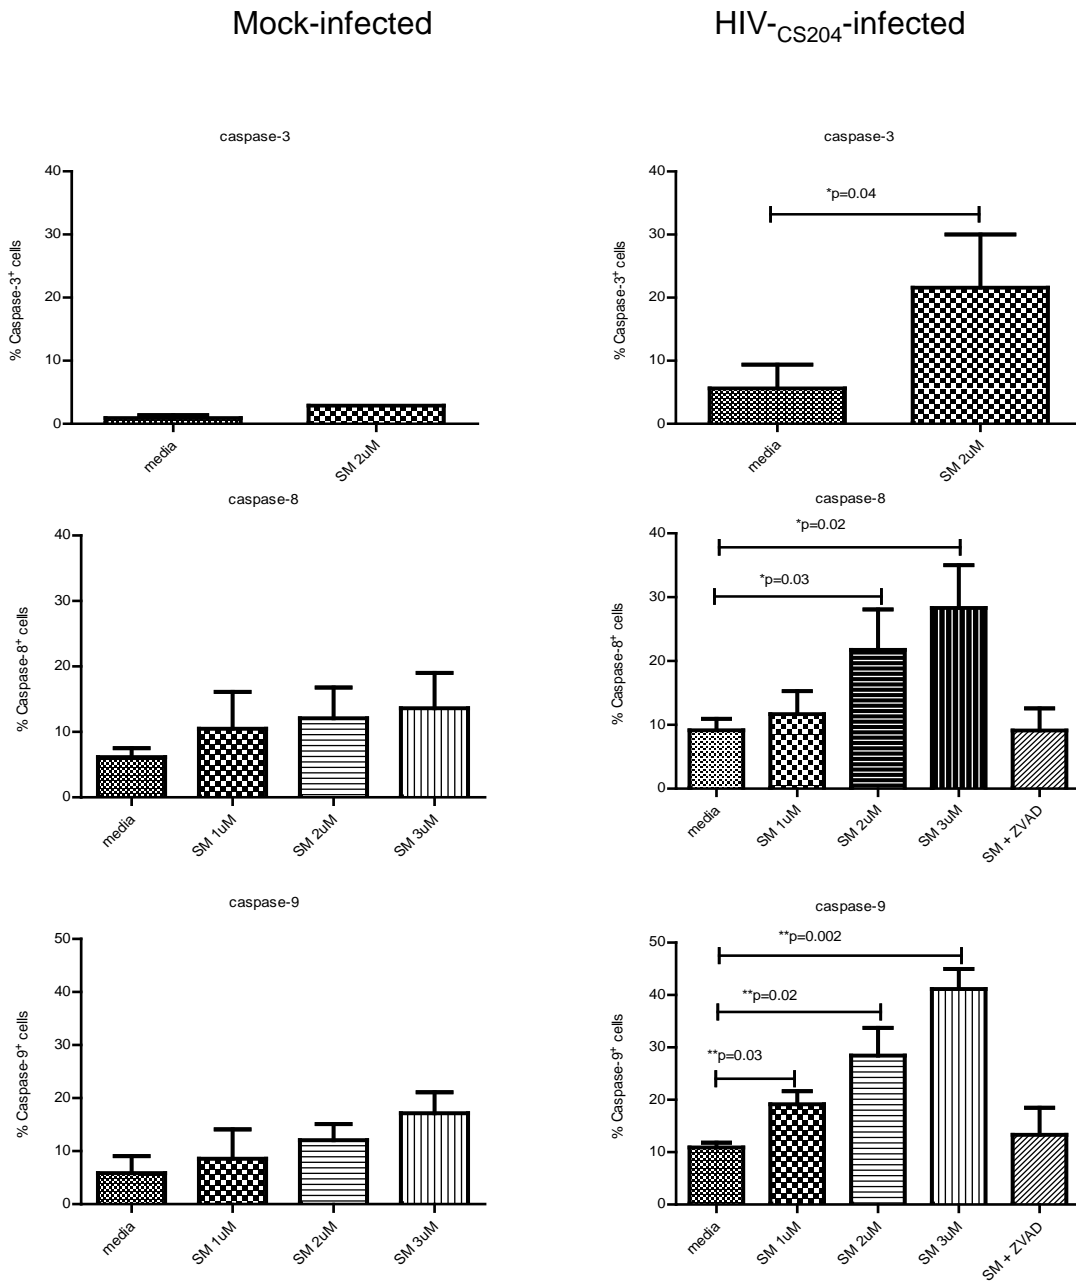 Mock-infected
HIV-CS204-infected
caspase-3
40
30
20
10
0
% Caspase-3+ cells
media
SM 2uM
caspase-3
*p=0.04
40
30
20
10
0
% Caspase-3+ cells
media
SM 2uM
caspase-8
40
30
20
10
0
% Caspase-8+ cells
media
SM 1uM
SM 2uM
SM 3uM
caspase-8
*p=0.02
*p=0.03
40
30
20
10
0
% Caspase-8+ cells
media
SM 1uM
SM 2uM
SM 3uM
SM + ZVAD
caspase-9
50
40
30
20
10
0
% Caspase-9+ cells
media
SM 1uM
SM 2uM
SM 3uM
caspase-9
**p=0.002
**p=0.02
**p=0.03
50
40
30
20
10
0
% Caspase-9+ cells
media
SM 1uM
SM 2uM
SM 3uM
SM + ZVAD